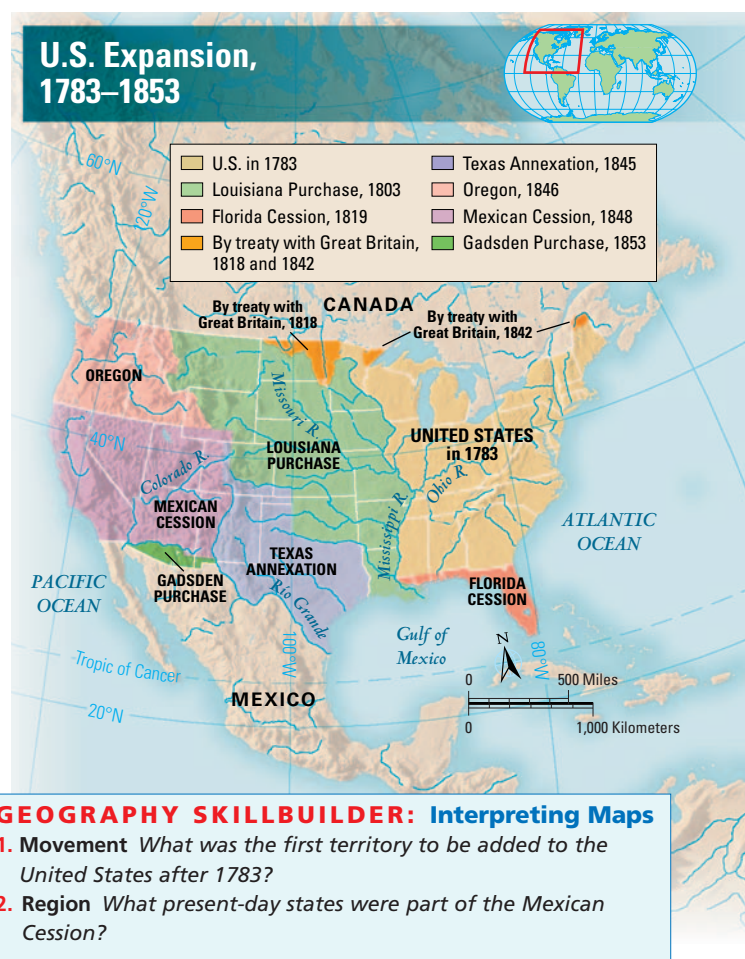 U.S. Expansion,
1783–1853
U.S. in 1783
Louisiana Purchase, 1803
Florida Cession, 1819
By treaty with Great Britain,
1818 and 1842
Texas Annexation, 1845
Oregon, 1846
Mexican Cession, 1848
Gadsden Purchase, 1853
60°N
120°W
By treaty with
Great Britain, 1818
CANADA
By treaty with
Great Britain, 1842
OREGON
Missouri R.
40°N
Colorado R.
LOUISIANA
PURCHASE
UNITED STATES
in 1783
Ohio R.
Mississippi R.
MEXICAN
CESSION
ATLANTIC
OCEAN
TEXAS
ANNEXATION
PACIFIC
OCEAN
GADSDEN
PURCHASE
FLORIDA
CESSION
Rio Grande
Gulf of
Mexico
100°W
80°W
N
Tropic of Cancer
20°N
MEXICO
0 500 Miles
0 1,000 Kilometers
GEOGRAPHY SKILLBUILDER: Interpreting Maps
1. Movement What was the first territory to be added to the
United States after 1783?
2. Region What present-day states were part of the Mexican
Cession?